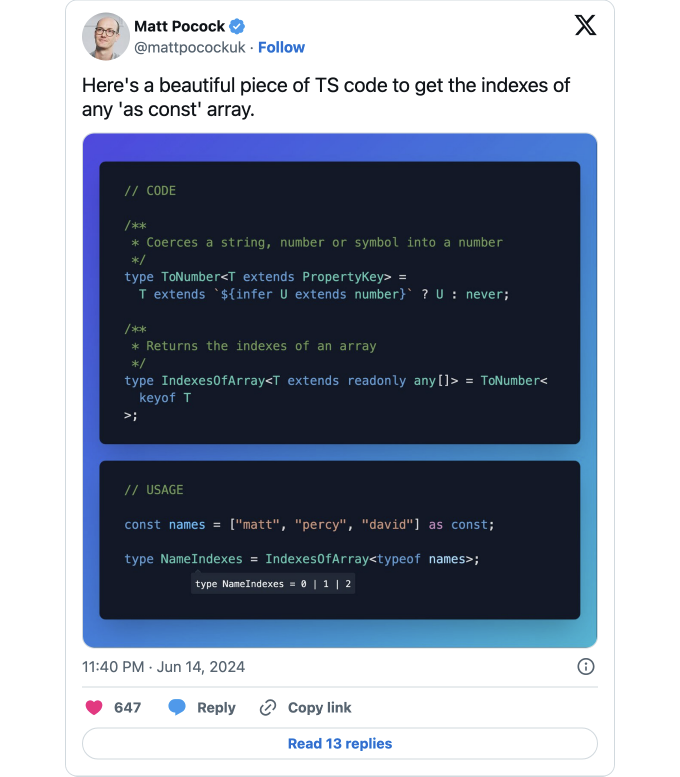 Matt Pocock
@mattpocockuk · Follow
Here's a beautiful piece of TS code to get the indexes of
any 'as const' array.
// CODE
/**
 * Coerces a string, number or symbol into a number
 */
type ToNumber<T extends PropertyKey> =
  T extends `${infer U extends number}` ? U : never;
/**
 * Returns the indexes of an array
 */
type IndexesOfArray<T extends readonly any[]> = ToNumber<
  keyof T
>;
// USAGE
const names = ["matt", "percy", "david"] as const;
type NameIndexes = IndexesOfArray<typeof names>;
type NameIndexes = 0 | 1 | 2
11:40 PM · Jun 14, 2024
647 Reply Copy link
Read 13 replies